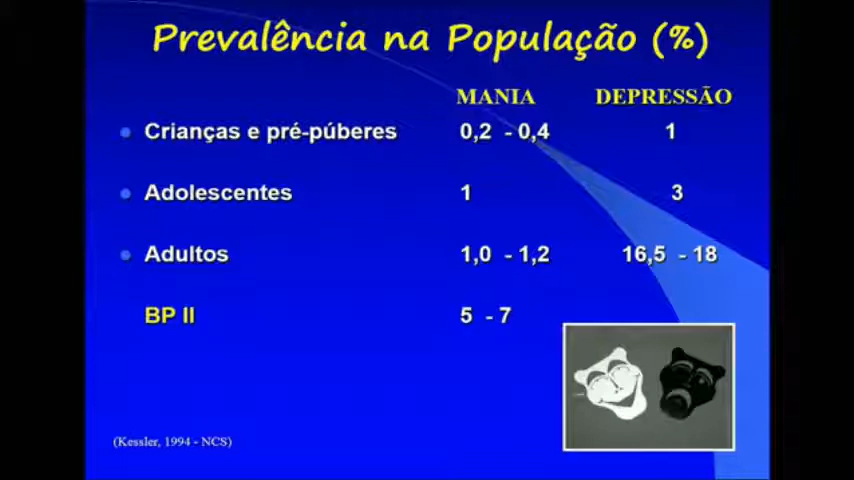 Prevalência na População (%)
MANIA DEPRESSÃO
Crianças e pré-púberes 0,2 - 0,4 1
Adolescentes 1 3
Adultos 1,0 - 1,2 16,5 - 18
BP II 5 - 7
(Kessler, 1994 - NCS)